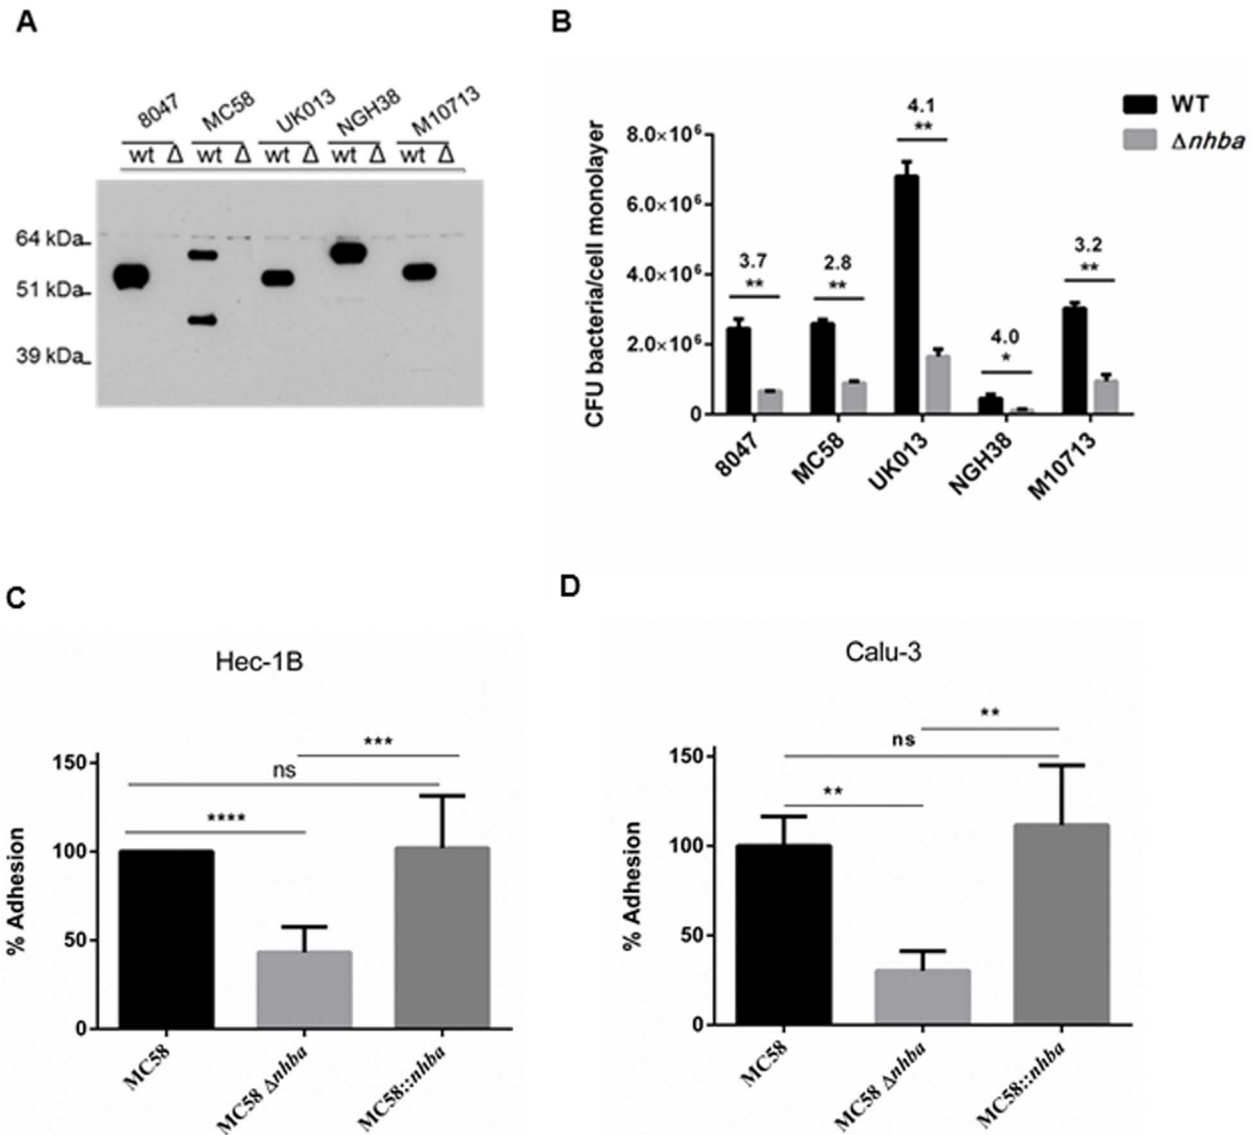 A
8047 MC58 UK013 NGH38 M10713
wt Δ wt Δ wt Δ wt Δ wt Δ
64 kDa
51 kDa
39 kDa
B
WT
Δnhba
CFU bacteria/cell monolayer
8.0×10⁶
6.0×10⁶
4.0×10⁶
2.0×10⁶
0
3.7
**
2.8
**
4.1
**
4.0
*
3.2
**
8047
MC58
UK013
NGH38
M10713
C
Hec-1B
% Adhesion
150
100
50
0
***
ns
****
MC58
MC58 Δnhba
MC58::nhba
D
Calu-3
% Adhesion
150
100
50
0
**
ns
**
MC58
MC58 Δnhba
MC58::nhba